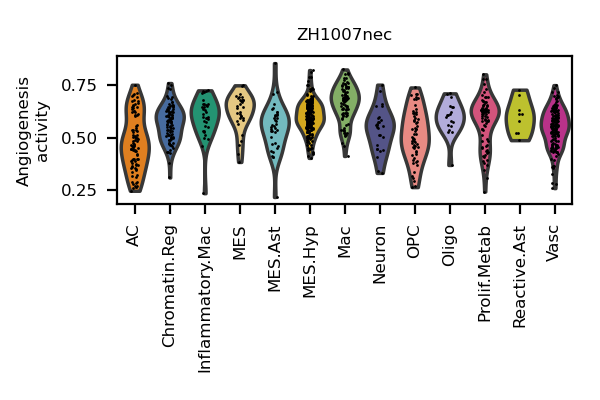 ZH1007nec
Angiogenesis
activity
0.75
0.50
0.25
AC
Chromatin.Reg
Inflammatory.Mac
MES
MES.Ast
MES.Hyp
Mac
Neuron
OPC
Oligo
Prolif.Metab
Reactive.Ast
Vasc